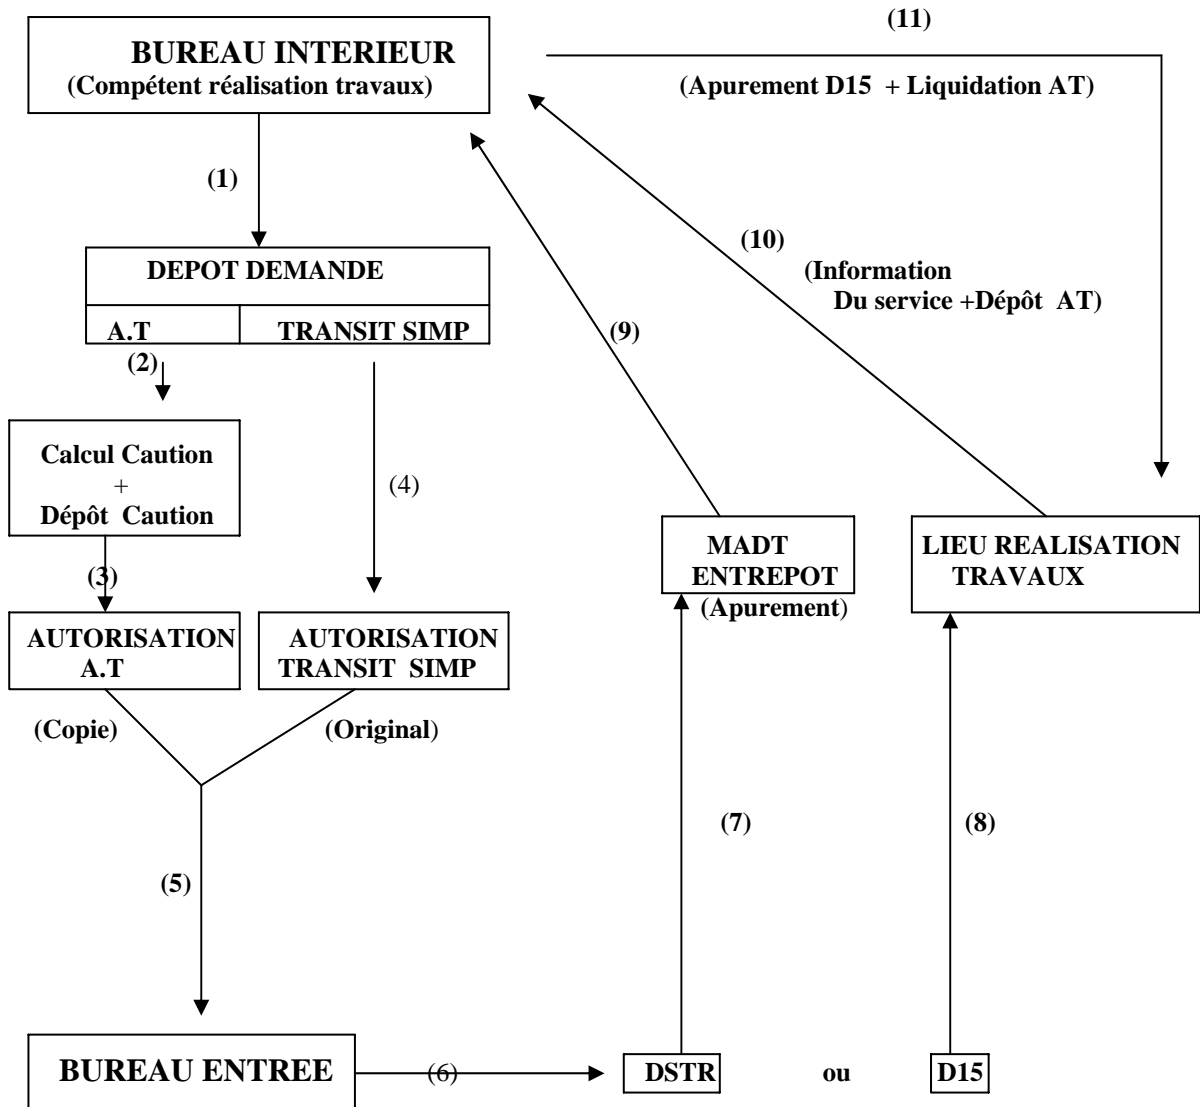 (11)
BUREAU INTERIEUR
(Compétent réalisation travaux)
(Apurement D15 + Liquidation AT)
(1)
(10)
DEPOT DEMANDE
(Information
Du service +Dépôt AT)
A.T
TRANSIT SIMP
(9)
(2)
Calcul Caution
+
Dépôt Caution
(4)
MADT
ENTREPOT
(Apurement)
LIEU REALISATION
TRAVAUX
(3)
AUTORISATION
A.T
AUTORISATION
TRANSIT SIMP
(Copie)
(Original)
(7)
(8)
(5)
BUREAU ENTREE
(6)
DSTR
ou
D15